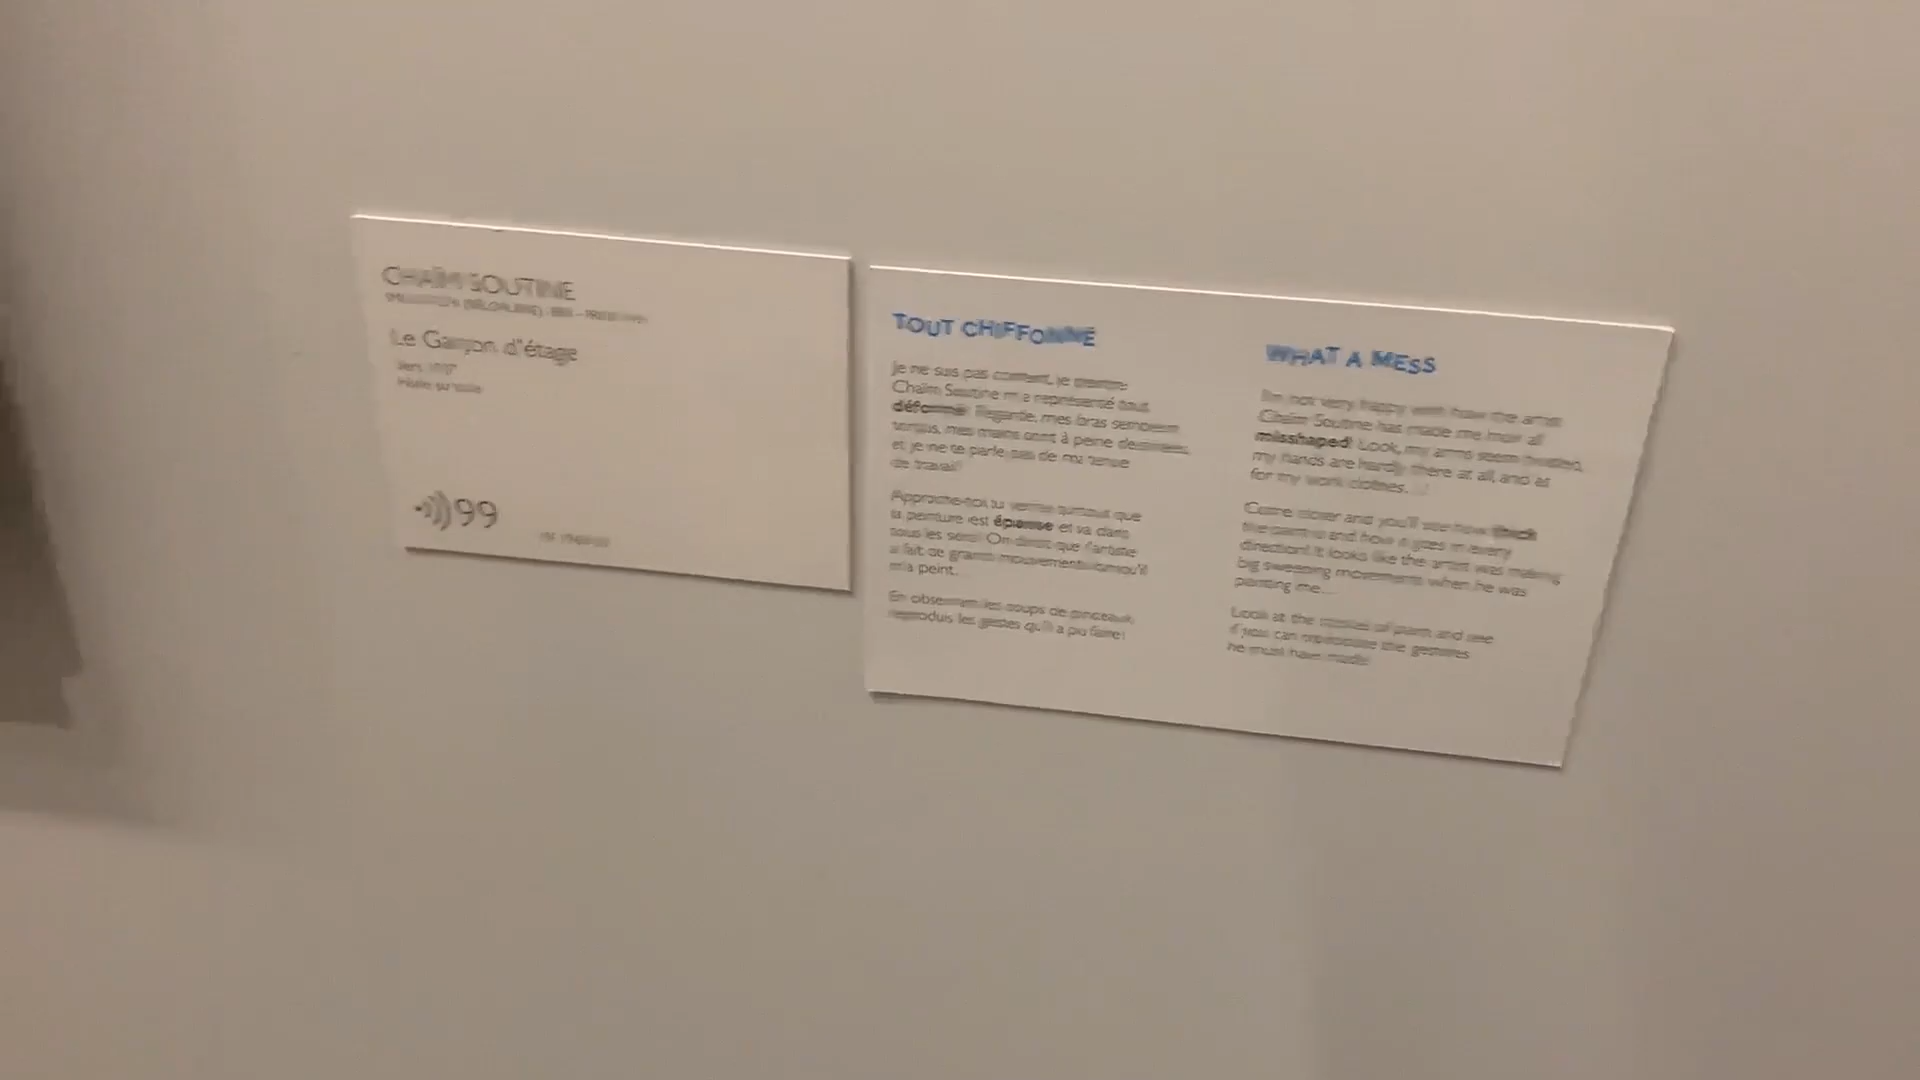 CHAÏM SOUTINE
Le Garçon d'étage
Huile sur toile
99
TOUT CHIFFONNÉ
Je ne suis pas content, je
Chaïm Soutine m'a représenté tout
déformé! Regarde, mes bras semblent
tordus, mes mains sont à peine dessinées,
et je ne te parle pas de ma tenue
de travail!
Approche-toi, tu verras surtout que
la peinture est épaisse et va dans
tous les sens! On dirait que l'artiste
a fait de grands mouvements lorsqu'il
m'a peint...
En observant les coups de pinceaux,
reproduis les gestes qu'il a pu faire!
WHAT A MESS
I'm not very happy with how the artist
Chaïm Soutine has made me look all
misshaped! Look, my arms seem twisted,
my hands are hardly there at all, and as
for my work clothes...!
Come closer and you'll see how thick
the paint is and how it goes in every
direction! It looks like the artist was making
big sweeping movements when he was
painting me...
Look at the strokes of paint and see
if you can reproduce the gestures
he must have made!